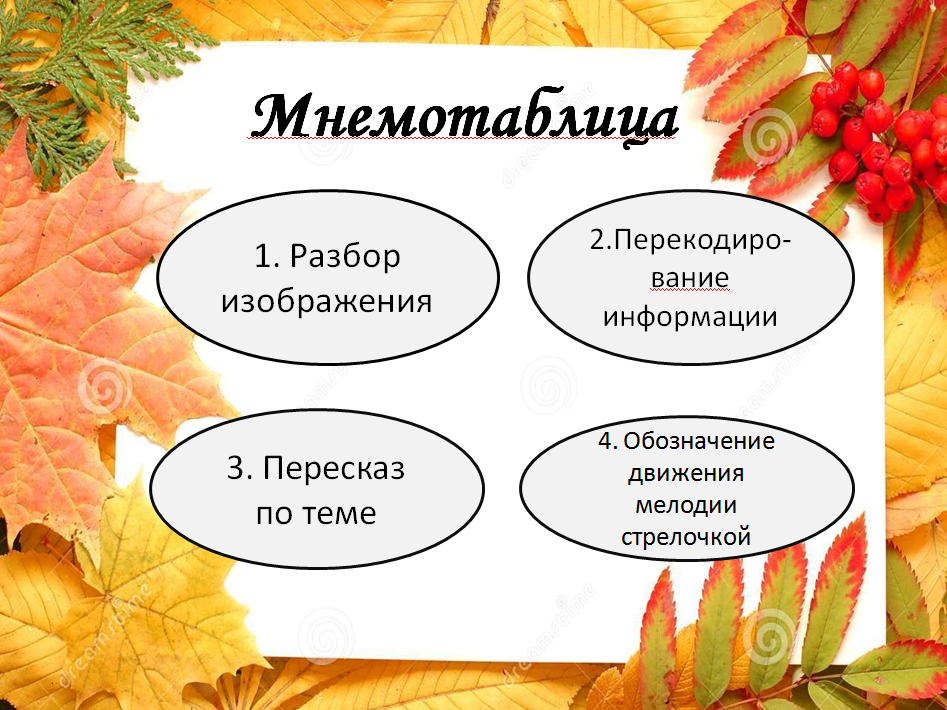 Мнемотаблица
1. Разбор
изображения
2.Перекодиро-
вание
информации
3. Пересказ
по теме
4. Обозначение
движения
мелодии
стрелочкой